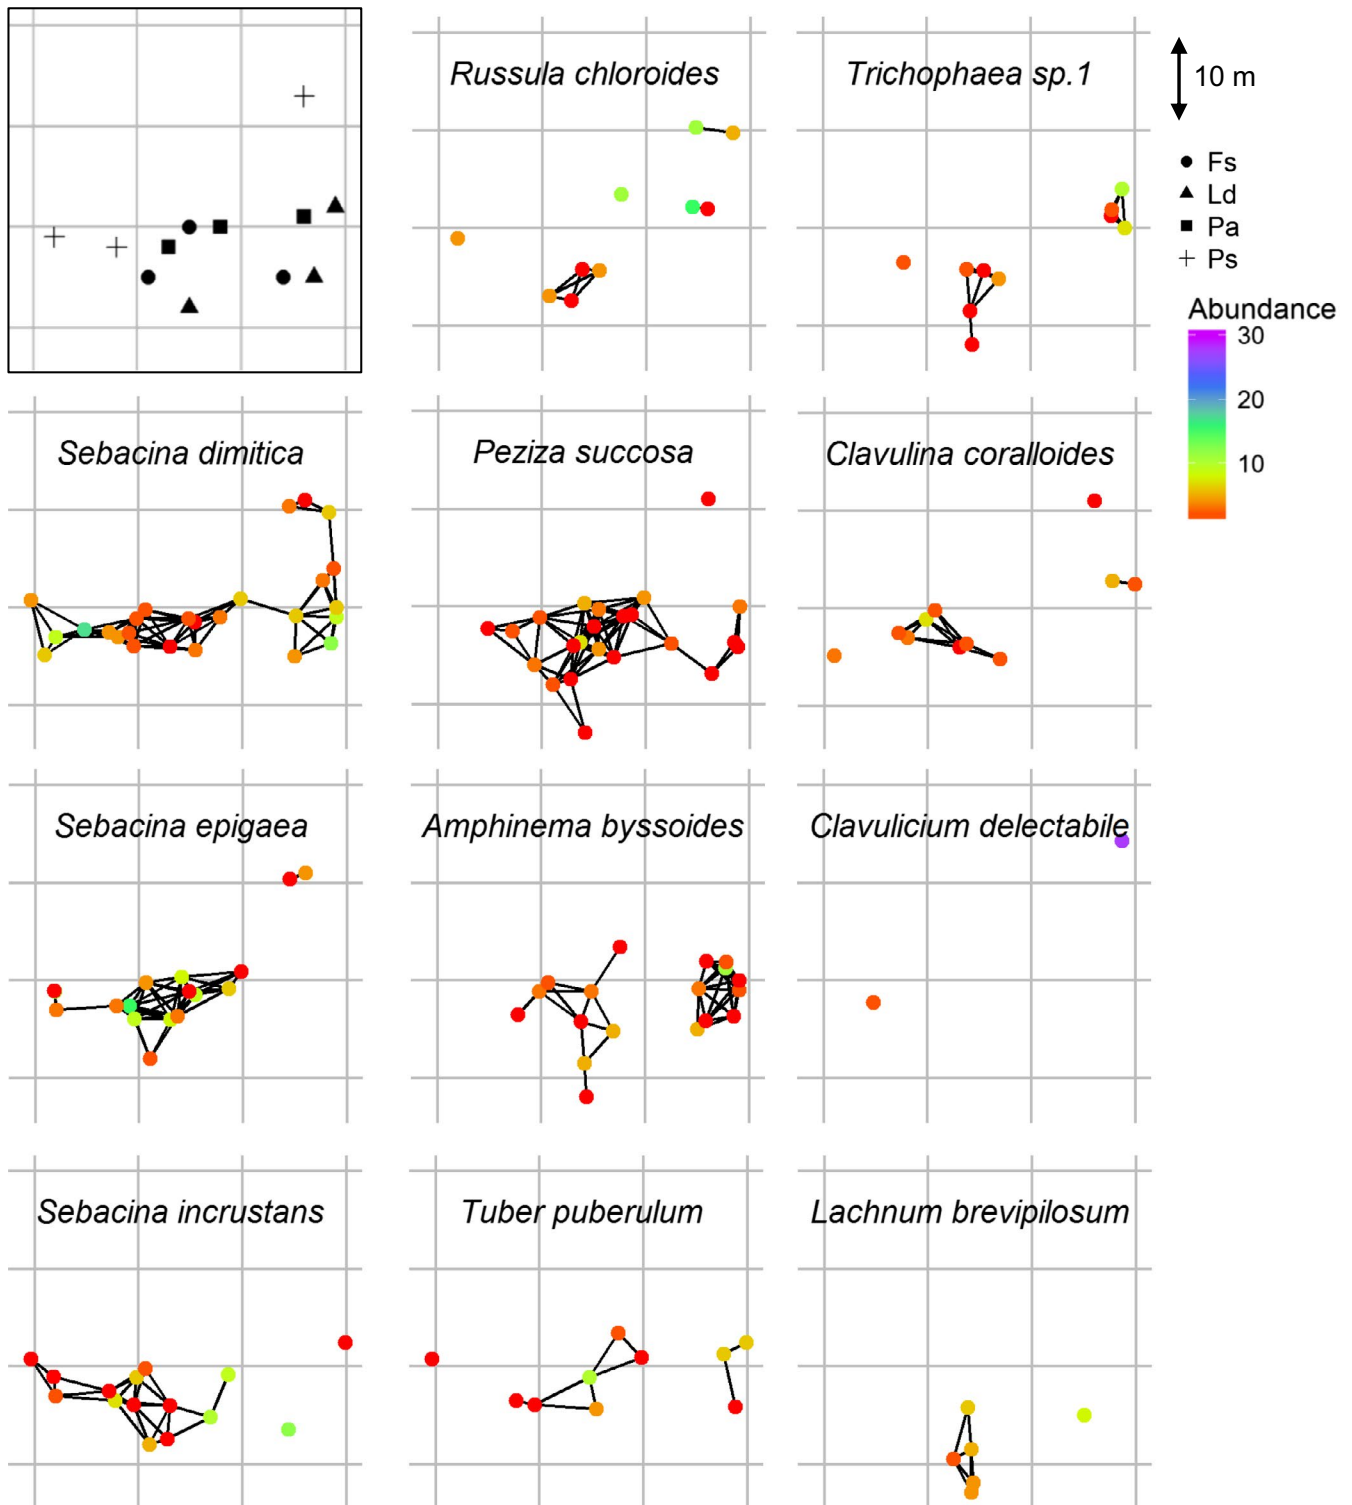 Russula chloroides
Trichophaea sp.1
10 m
Fs
Ld
Pa
Ps
Abundance
30
20
10
Sebacina dimitica
Peziza succosa
Clavulina coralloides
Sebacina epigaea
Amphinema byssoides
Clavulicium delectabile
Sebacina incrustans
Tuber puberulum
Lachnum brevipilosum